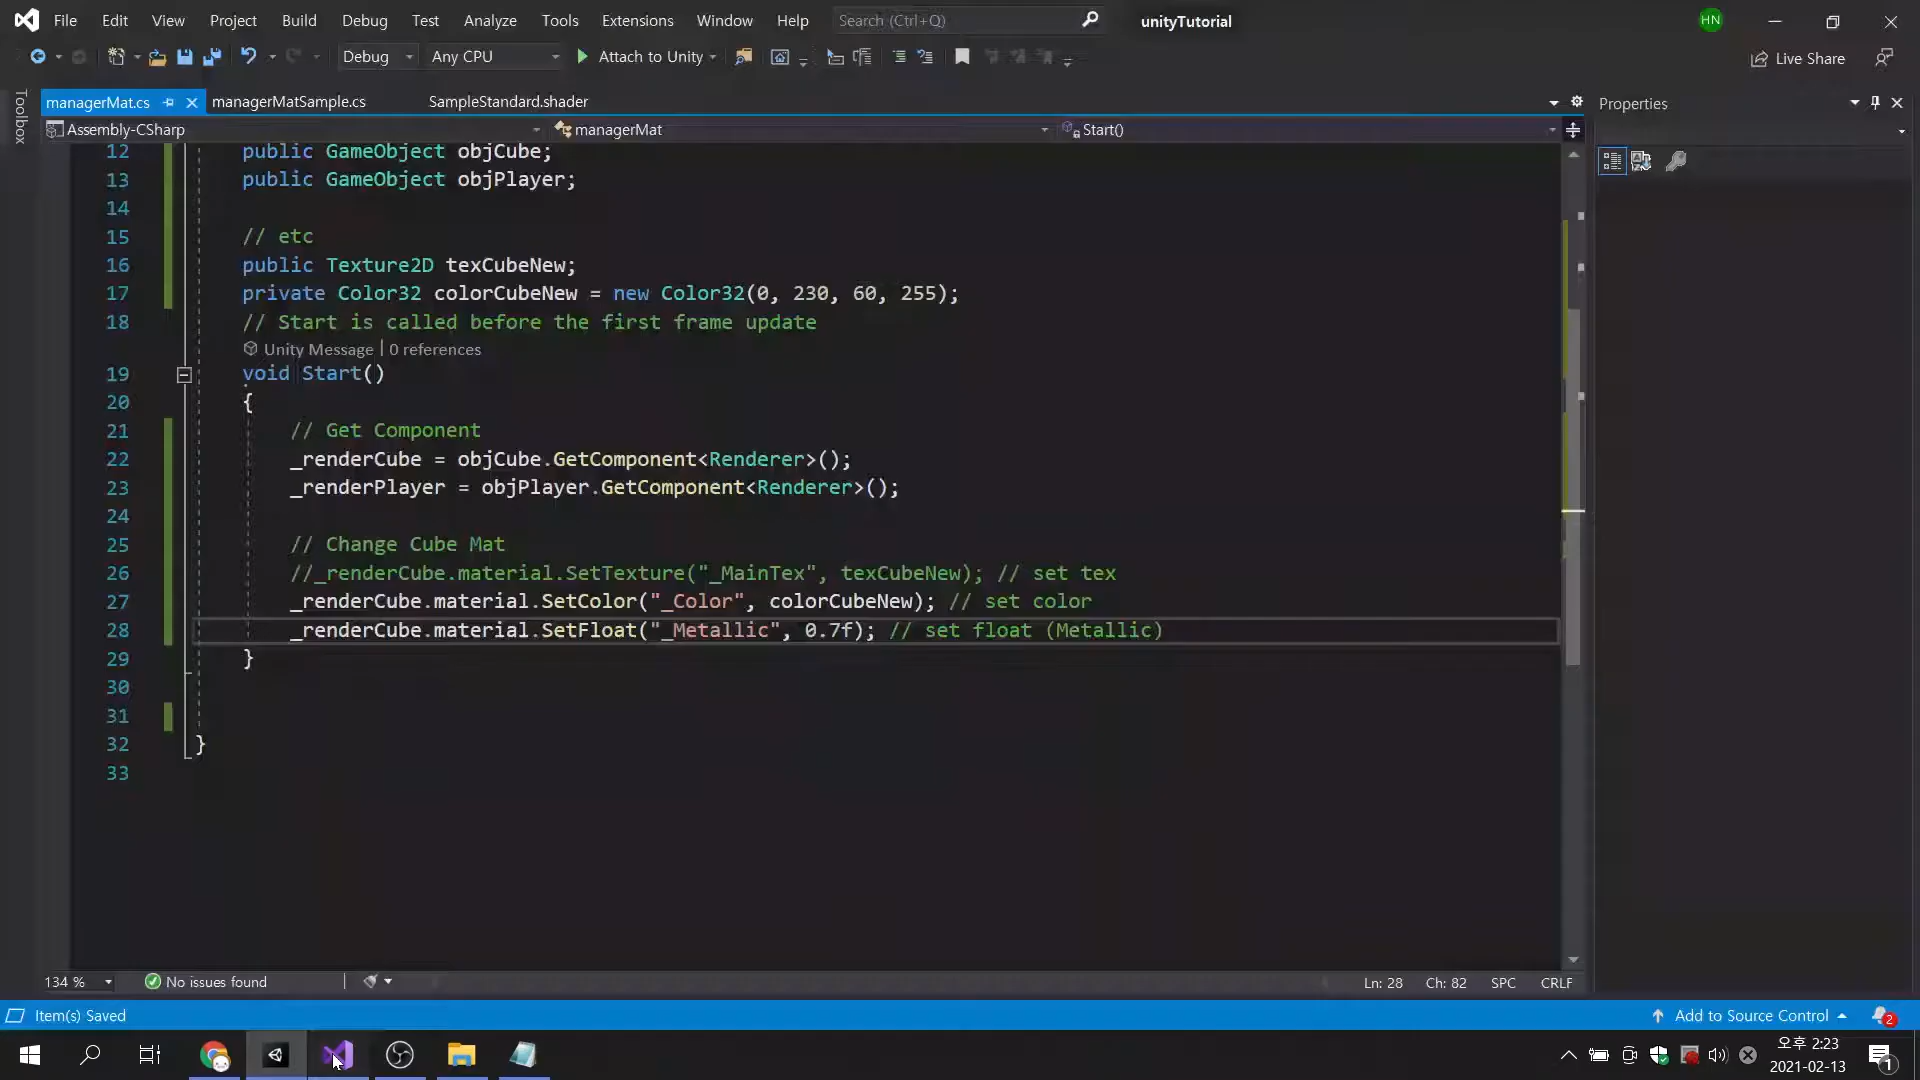 File Edit View Project Build Debug Test Analyze Tools Extensions Window Help Search (Ctrl+Q) unityTutorial HN
Debug Any CPU Attach to Unity Live Share
Toolbox
managerMat.cs managerMatSample.cs SampleStandard.shader Properties
Assembly-CSharp managerMat Start()
12 public GameObject objCube;
13 public GameObject objPlayer;
14
15 // etc
16 public Texture2D texCubeNew;
17 private Color32 colorCubeNew = new Color32(0, 230, 60, 255);
18 // Start is called before the first frame update
Unity Message | 0 references
19 void Start()
20 {
21 // Get Component
22 _renderCube = objCube.GetComponent<Renderer>();
23 _renderPlayer = objPlayer.GetComponent<Renderer>();
24
25 // Change Cube Mat
26 //_renderCube.material.SetTexture("_MainTex", texCubeNew); // set tex
27 _renderCube.material.SetColor("_Color", colorCubeNew); // set color
28 _renderCube.material.SetFloat("_Metallic", 0.7f); // set float (Metallic)
29 }
30
31
32 }
33
134 % No issues found Ln: 28 Ch: 82 SPC CRLF
Item(s) Saved Add to Source Control 2
오후 2:23
2021-02-13
1